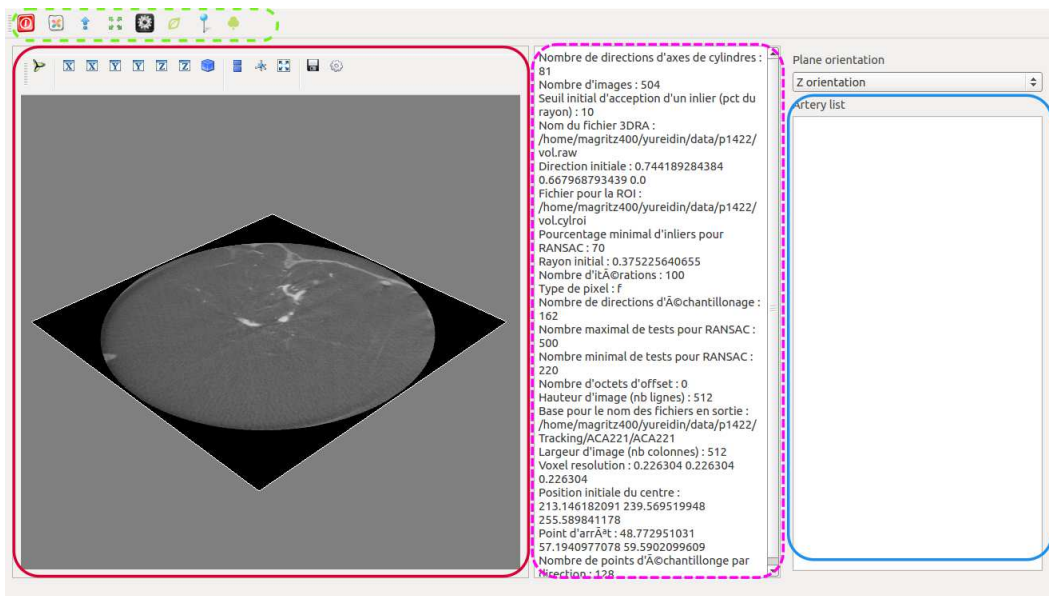 X X Y Y Z Z
Nombre de directions d'axes de cylindres :
81
Nombre d'images : 504
Seuil initial d'acception d'un inlier (pct du
rayon) : 10
Nom du fichier 3DRA :
/home/magritz400/yureidin/data/p1422/
vol.raw
Direction initiale : 0.744189284384
0.667968793439 0.0
Fichier pour la ROI :
/home/magritz400/yureidin/data/p1422/
vol.cylroi
Pourcentage minimal d'inliers pour
RANSAC : 70
Rayon initial : 0.375225640655
Nombre d'itÃ©rations : 100
Type de pixel : f
Nombre de directions d'Ã©chantillonage :
162
Nombre maximal de tests pour RANSAC :
500
Nombre minimal de tests pour RANSAC :
220
Nombre d'octets d'offset : 0
Hauteur d'image (nb lignes) : 512
Base pour le nom des fichiers en sortie :
/home/magritz400/yureidin/data/p1422/
Tracking/ACA221/ACA221
Largeur d'image (nb colonnes) : 512
Voxel resolution : 0.226304 0.226304
0.226304
Position initiale du centre :
213.146182091 239.569519948
255.589841178
Point d'arrÃªt : 48.772951031
57.1940977078 59.5902099609
Nombre de points d'Ã©chantillonge par
direction : 128
Plane orientation
Z orientation
Artery list